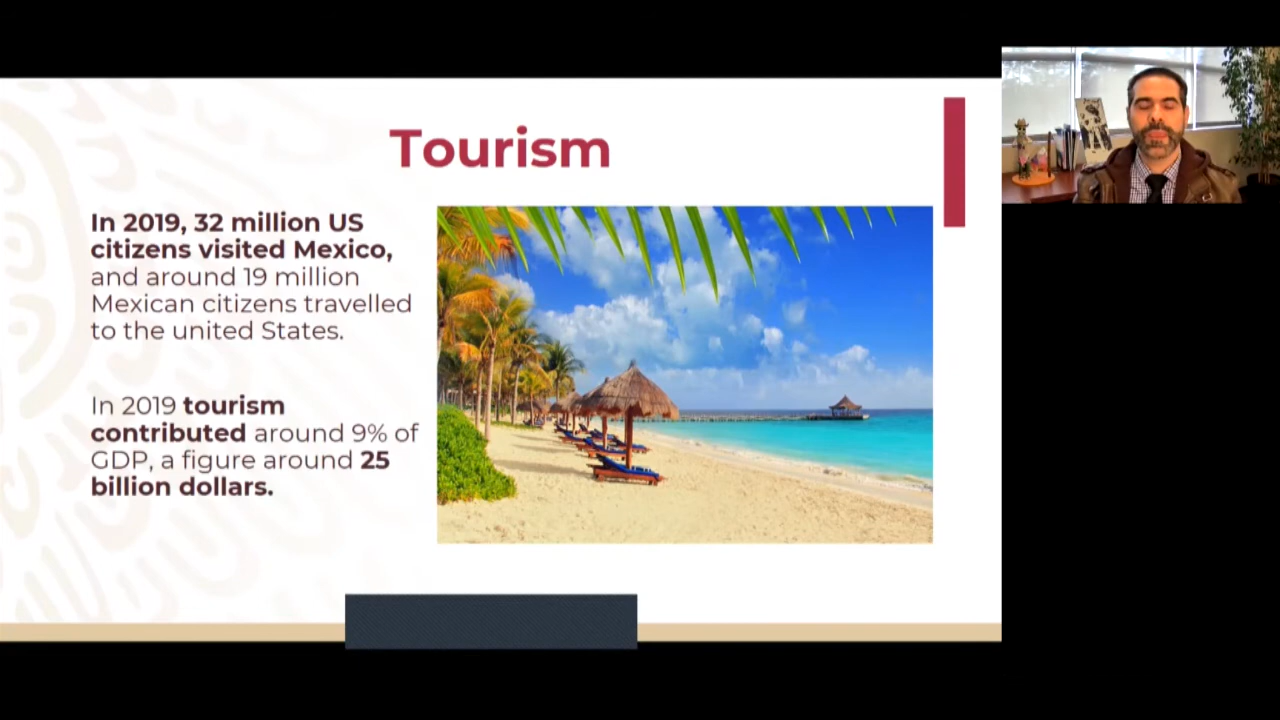 Tourism
In 2019, 32 million US
citizens visited Mexico,
and around 19 million
Mexican citizens travelled
to the united States.
In 2019 tourism
contributed around 9% of
GDP, a figure around 25
billion dollars.